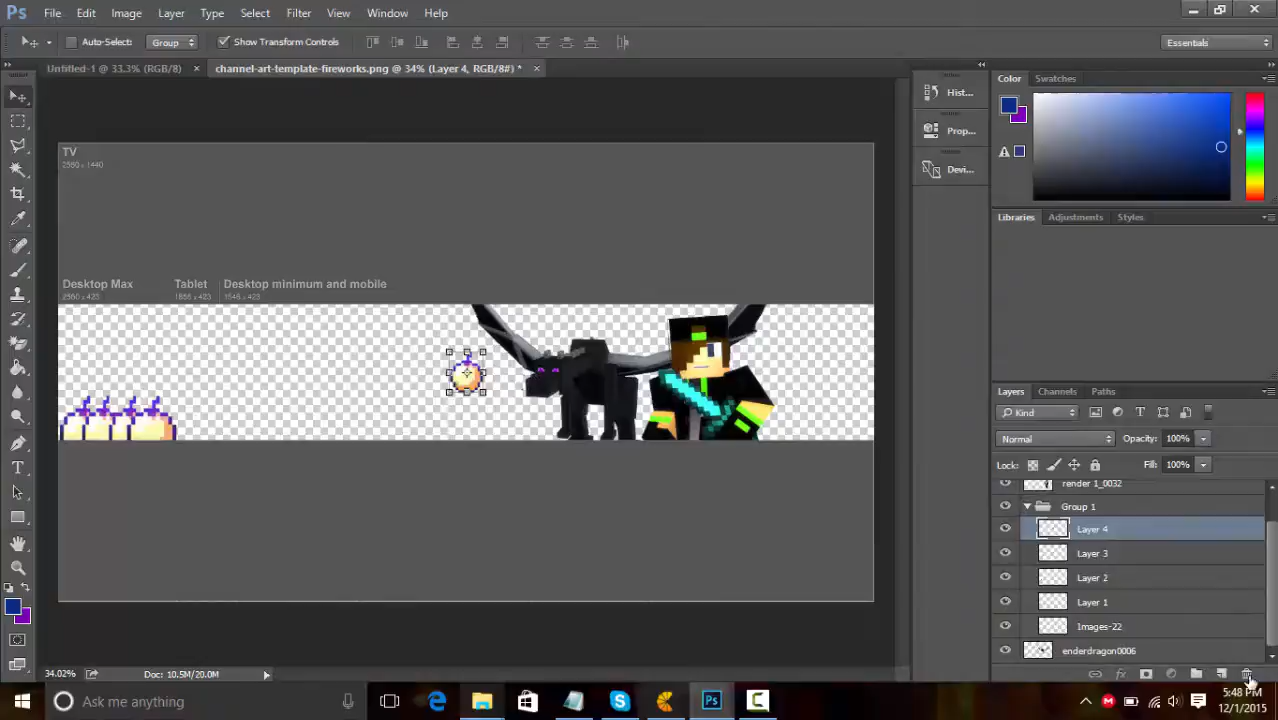 Ps File Edit Image Layer Type Select Filter 3D View Window Help
Auto-Select: Group Show Transform Controls Essentials
Untitled-1 @ 33.3% (RGB/8) × channel-art-template-fireworks.png @ 34% (Layer 4, RGB/8#) * ×
Color Swatches
Hist...
Prop...
Devi...
TV
2560 x 1440
Libraries Adjustments Styles
Desktop Max Tablet Desktop minimum and mobile
2560 x 423 1855 x 423 1546 x 423
Layers Channels Paths
Kind
Normal Opacity: 100%
Lock: Fill: 100%
render 1_0032
Group 1
Layer 4
Layer 3
Layer 2
Layer 1
Images-22
enderdragon0006
34.02% Doc: 10.5M/20.0M
Ask me anything
5:48 PM
12/1/2015